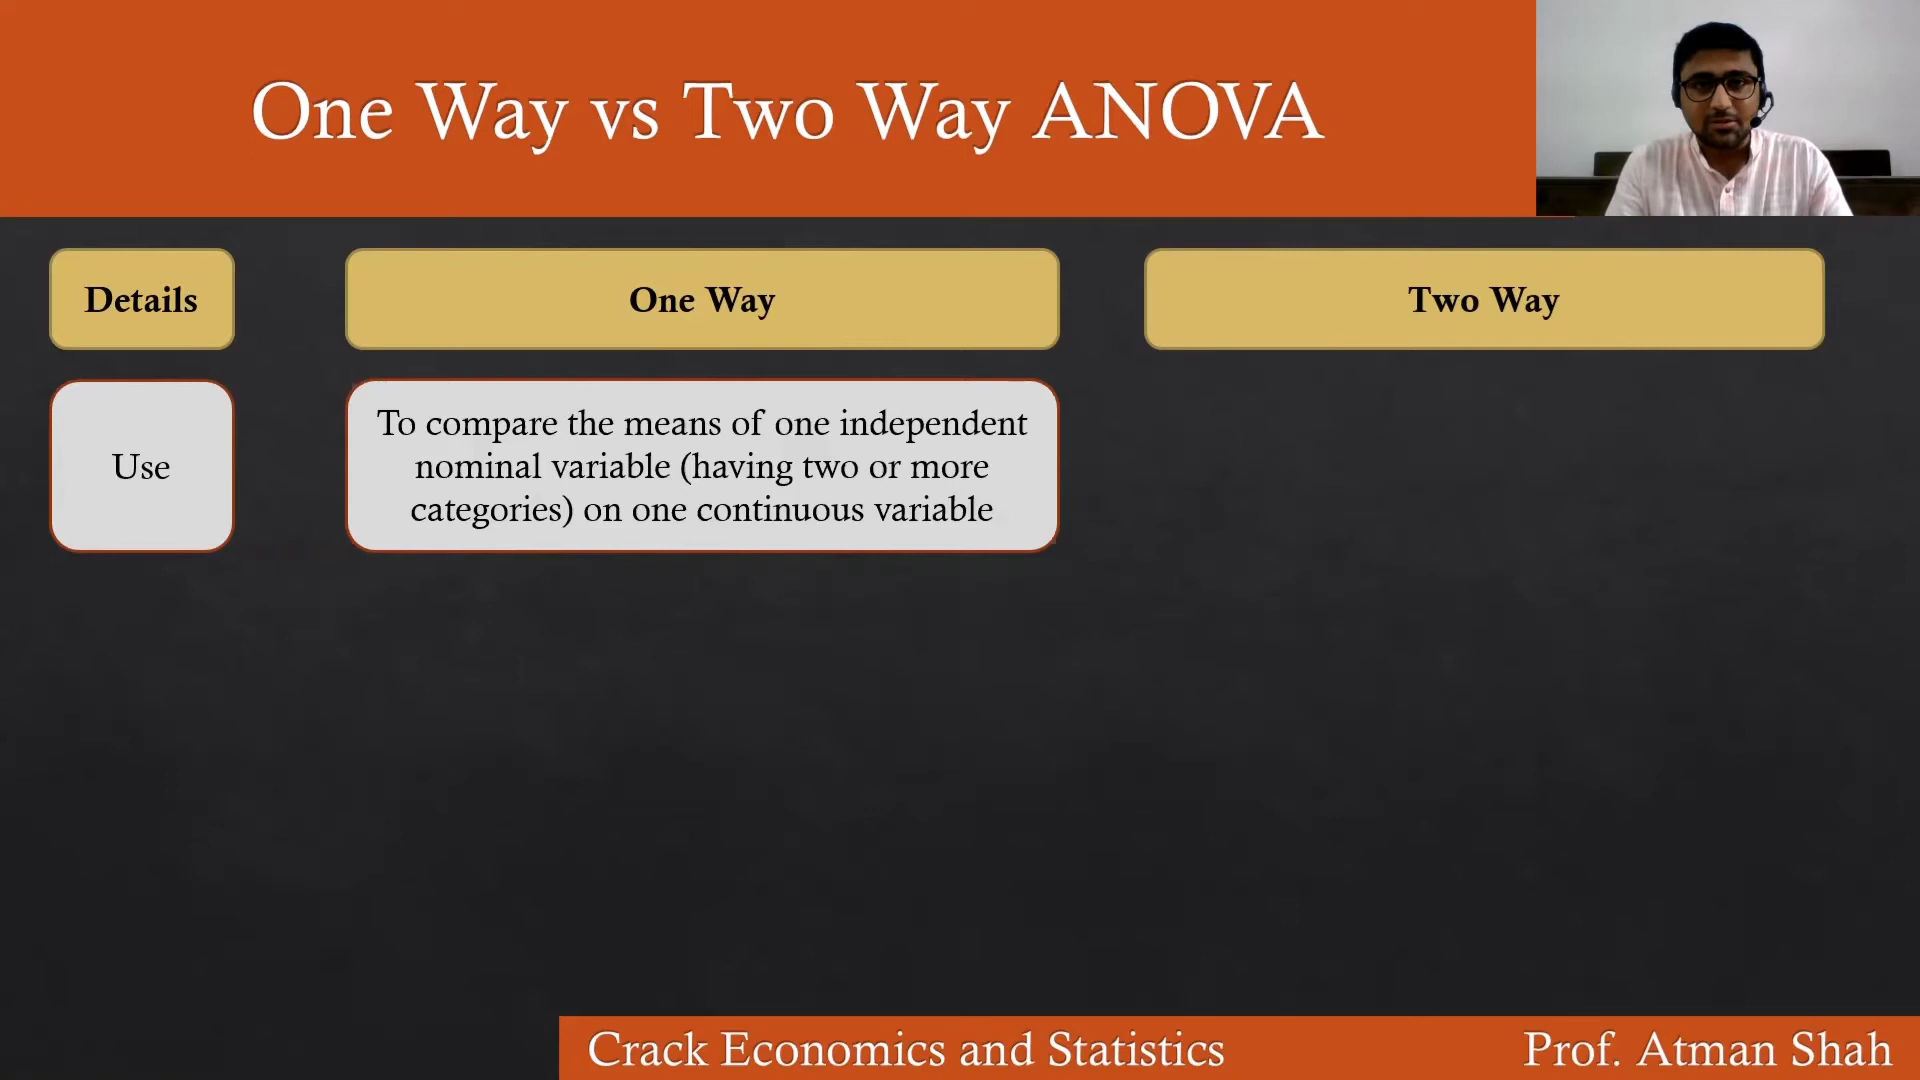 One Way vs Two Way ANOVA
Details
One Way
Two Way
Use
To compare the means of one independent
nominal variable (having two or more
categories) on one continuous variable
Crack Economics and Statistics
Prof. Atman Shah